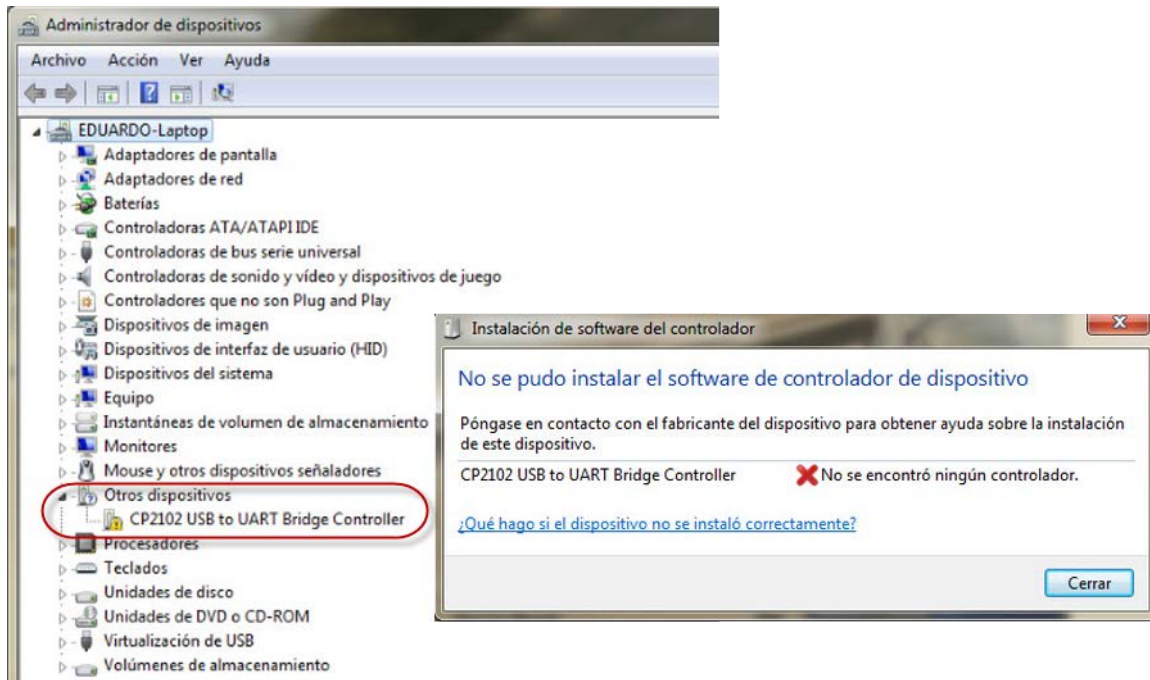 Administrador de dispositivos
Archivo Acción Ver Ayuda
EDUARDO-Laptop
Adaptadores de pantalla
Adaptadores de red
Baterías
Controladoras ATA/ATAPI IDE
Controladoras de bus serie universal
Controladoras de sonido y vídeo y dispositivos de juego
Controladores que no son Plug and Play
Dispositivos de imagen
Dispositivos de interfaz de usuario (HID)
Dispositivos del sistema
Equipo
Instantáneas de volumen de almacenamiento
Monitores
Mouse y otros dispositivos señaladores
Otros dispositivos
CP2102 USB to UART Bridge Controller
Procesadores
Teclados
Unidades de disco
Unidades de DVD o CD-ROM
Virtualización de USB
Volúmenes de almacenamiento
Instalación de software del controlador
No se pudo instalar el software de controlador de dispositivo
Póngase en contacto con el fabricante del dispositivo para obtener ayuda sobre la instalación
de este dispositivo.
CP2102 USB to UART Bridge Controller No se encontró ningún controlador.
¿Qué hago si el dispositivo no se instaló correctamente?
Cerrar